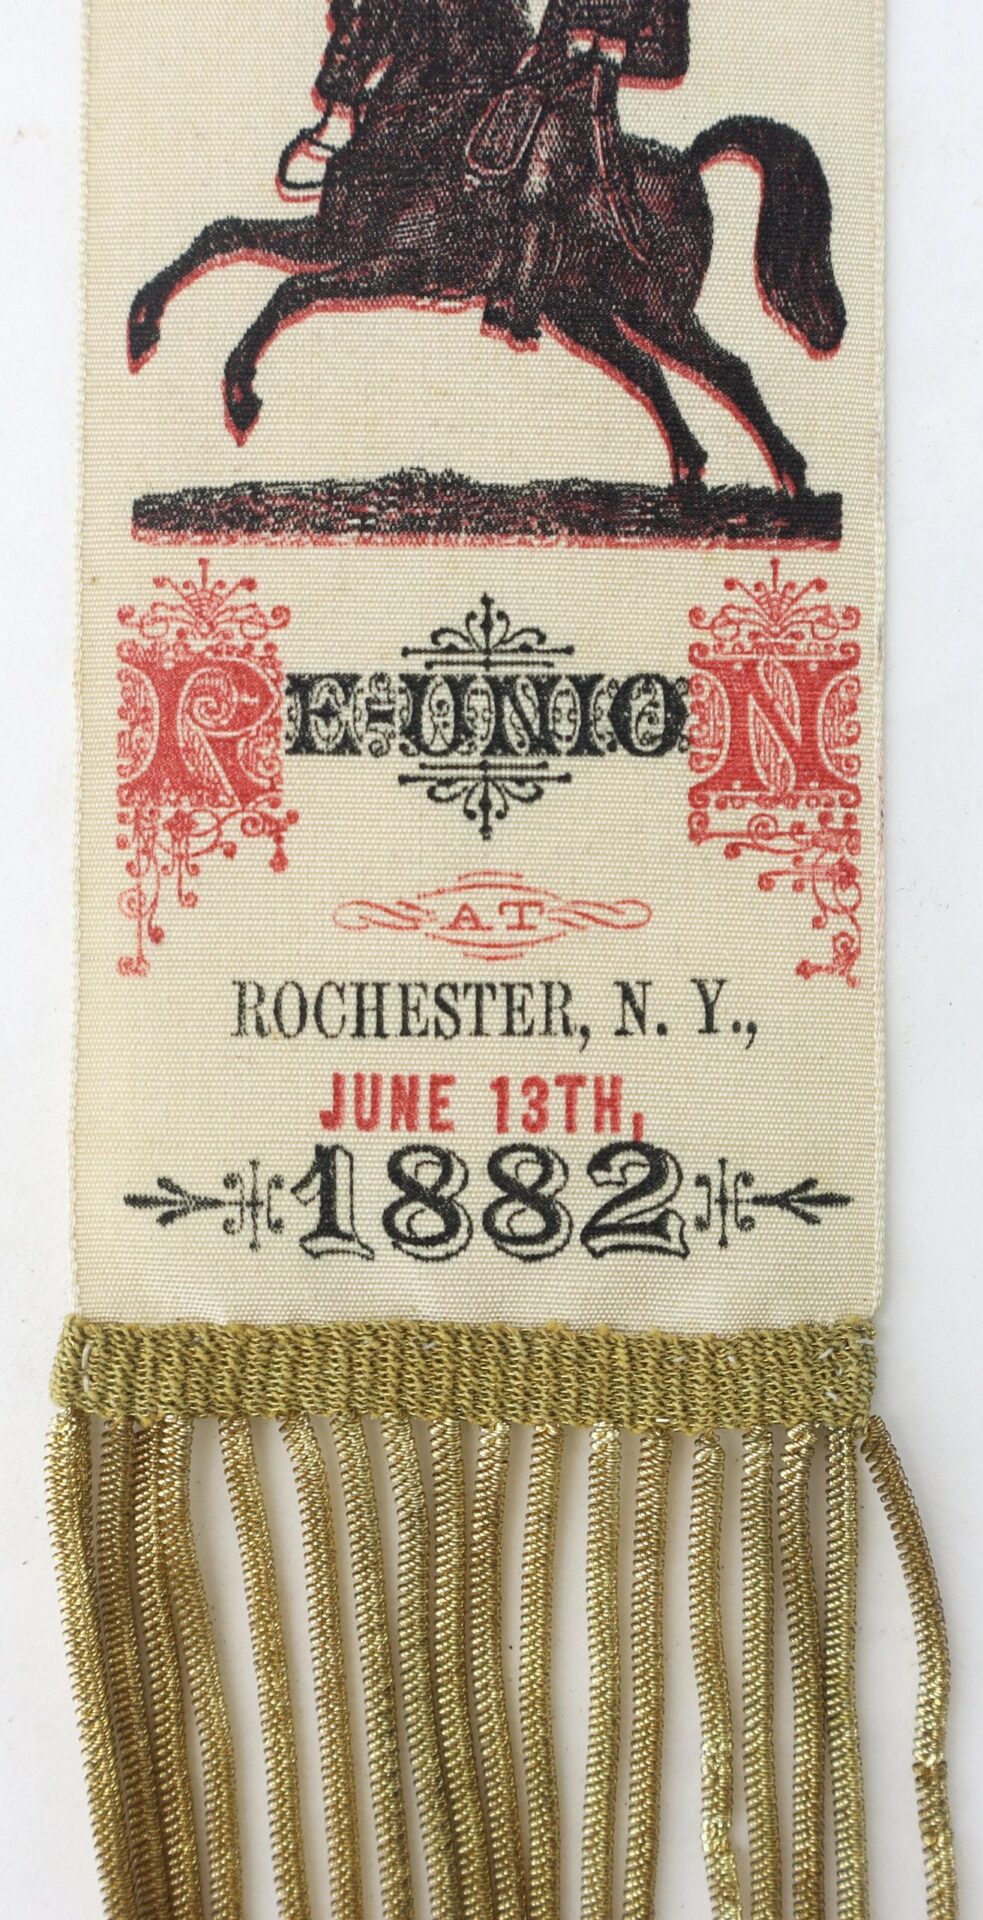 RE-UNION
AT
ROCHESTER, N. Y.,
JUNE 13TH,
1882